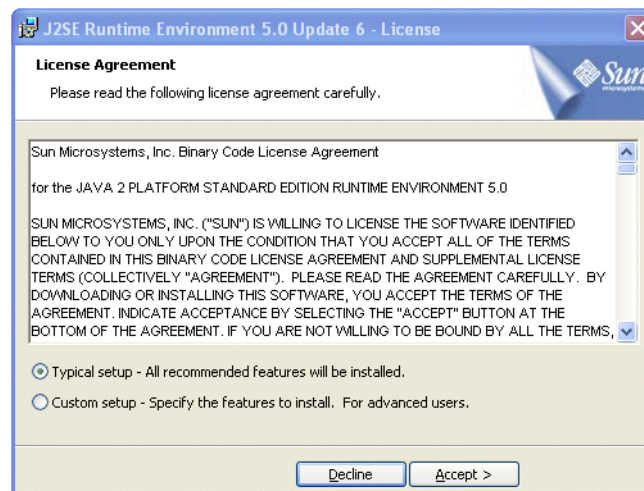 J2SE Runtime Environment 5.0 Update 6 - License
License Agreement
Please read the following license agreement carefully.
Sun
microsystems
Sun Microsystems, Inc. Binary Code License Agreement
for the JAVA 2 PLATFORM STANDARD EDITION RUNTIME ENVIRONMENT 5.0
SUN MICROSYSTEMS, INC. ("SUN") IS WILLING TO LICENSE THE SOFTWARE IDENTIFIED
BELOW TO YOU ONLY UPON THE CONDITION THAT YOU ACCEPT ALL OF THE TERMS
CONTAINED IN THIS BINARY CODE LICENSE AGREEMENT AND SUPPLEMENTAL LICENSE
TERMS (COLLECTIVELY "AGREEMENT"). PLEASE READ THE AGREEMENT CAREFULLY. BY
DOWNLOADING OR INSTALLING THIS SOFTWARE, YOU ACCEPT THE TERMS OF THE
AGREEMENT. INDICATE ACCEPTANCE BY SELECTING THE "ACCEPT" BUTTON AT THE
BOTTOM OF THE AGREEMENT. IF YOU ARE NOT WILLING TO BE BOUND BY ALL THE TERMS,
Typical setup - All recommended features will be installed.
Custom setup - Specify the features to install. For advanced users.
Decline
Accept >